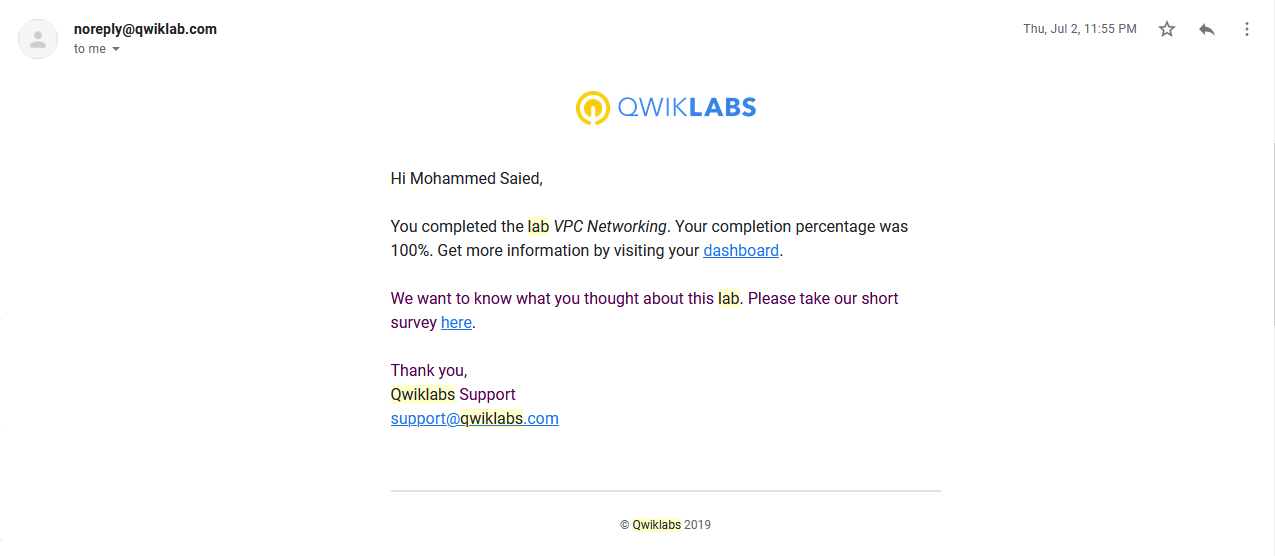 noreply@qwiklab.com
Thu, Jul 2, 11:55 PM
to me
QWIKLABS
Hi Mohammed Saied,
You completed the lab VPC Networking. Your completion percentage was
100%. Get more information by visiting your dashboard.
We want to know what you thought about this lab. Please take our short
survey here.
Thank you,
Qwiklabs Support
support@qwiklabs.com
© Qwiklabs 2019